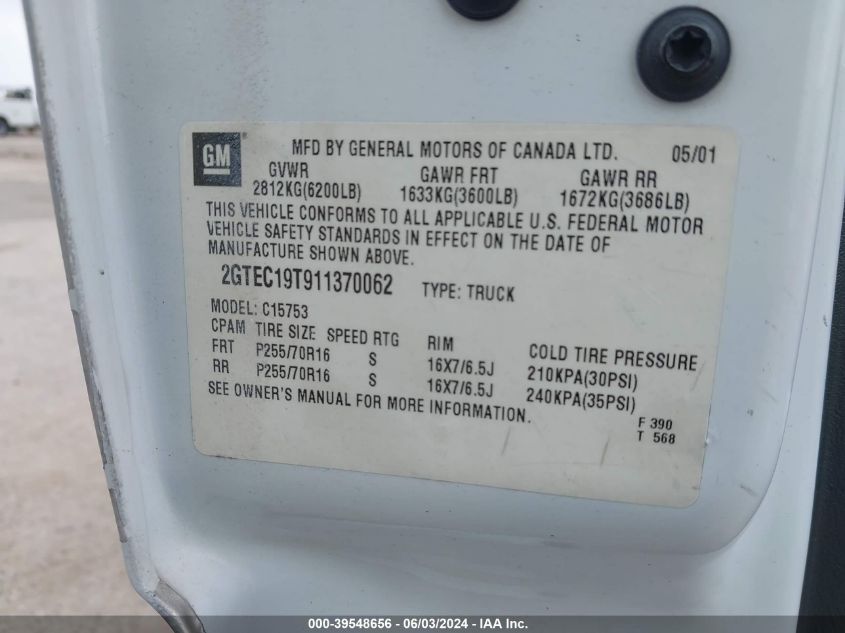 GM MFD BY GENERAL MOTORS OF CANADA LTD. 05/01
GVWR GAWR FRT GAWR RR
2812KG(6200LB) 1633KG(3600LB) 1672KG(3686LB)
THIS VEHICLE CONFORMS TO ALL APPLICABLE U.S. FEDERAL MOTOR
VEHICLE SAFETY STANDARDS IN EFFECT ON THE DATE OF
MANUFACTURE SHOWN ABOVE.
2GTEC19T911370062 TYPE: TRUCK
MODEL: C15753
CPAM TIRE SIZE SPEED RTG RIM COLD TIRE PRESSURE
FRT P255/70R16 S 16X7/6.5J 210KPA(30PSI)
RR P255/70R16 S 16X7/6.5J 240KPA(35PSI)
SEE OWNER'S MANUAL FOR MORE INFORMATION.
F 390
T 568
000-39548656 - 06/03/2024 - IAA Inc.